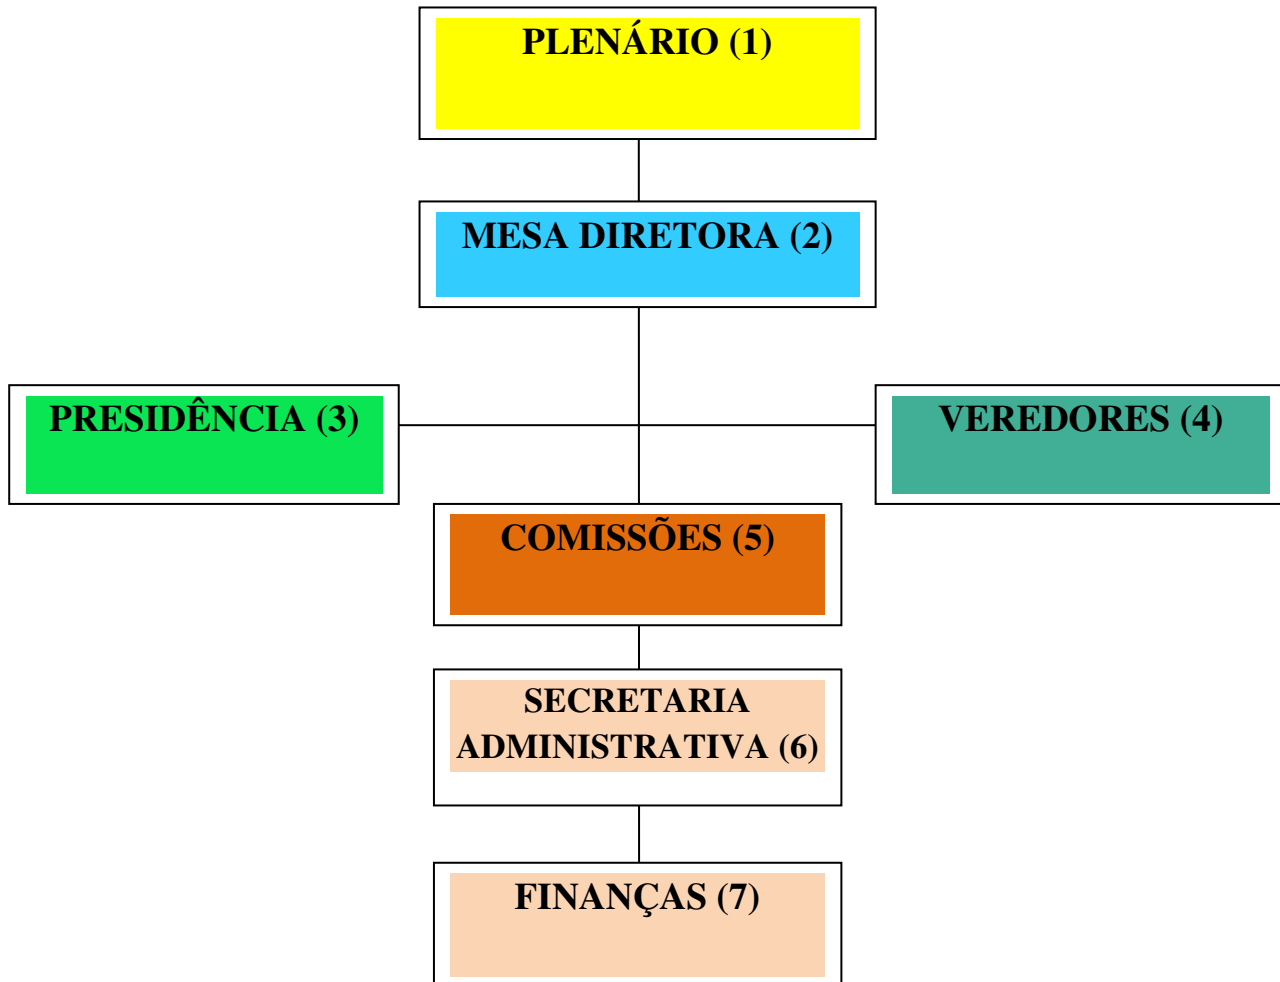 PLENÁRIO (1)
MESA DIRETORA (2)
PRESIDÊNCIA (3)
VEREDORES (4)
COMISSÕES (5)
SECRETARIA
ADMINISTRATIVA (6)
FINANÇAS (7)